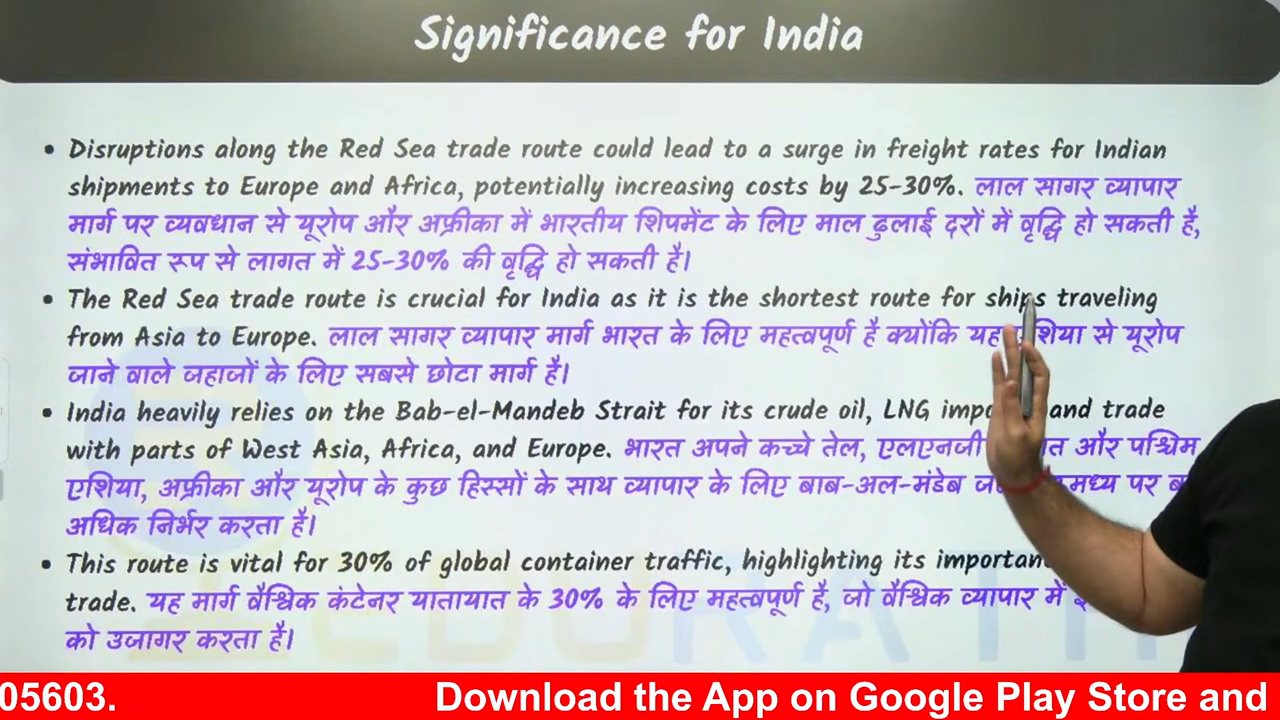 Significance for India
• Disruptions along the Red Sea trade route could lead to a surge in freight rates for Indian
shipments to Europe and Africa, potentially increasing costs by 25-30%. लाल सागर व्यापार
मार्ग पर व्यवधान से यूरोप और अफ्रीका में भारतीय शिपमेंट के लिए माल ढुलाई दरों में वृद्धि हो सकती है,
संभावित रूप से लागत में 25-30% की वृद्धि हो सकती है।
• The Red Sea trade route is crucial for India as it is the shortest route for ships traveling
from Asia to Europe. लाल सागर व्यापार मार्ग भारत के लिए महत्वपूर्ण है क्योंकि यह एशिया से यूरोप
जाने वाले जहाजों के लिए सबसे छोटा मार्ग है।
• India heavily relies on the Bab-el-Mandeb Strait for its crude oil, LNG and trade
with parts of West Asia, Africa, and Europe. भारत अपने कच्चे तेल, एलएनजी और पश्चिम
एशिया, अफ्रीका और यूरोप के कुछ हिस्सों के साथ व्यापार के लिए बाब-अल-मंडेब पर
अधिक निर्भर करता है।
• This route is vital for 30% of global container traffic, highlighting its
trade. यह मार्ग वैश्विक कंटेनर यातायात के 30% के लिए महत्वपूर्ण है, जो वैश्विक व्यापार में
को उजागर करता है।
05603. Download the App on Google Play Store and